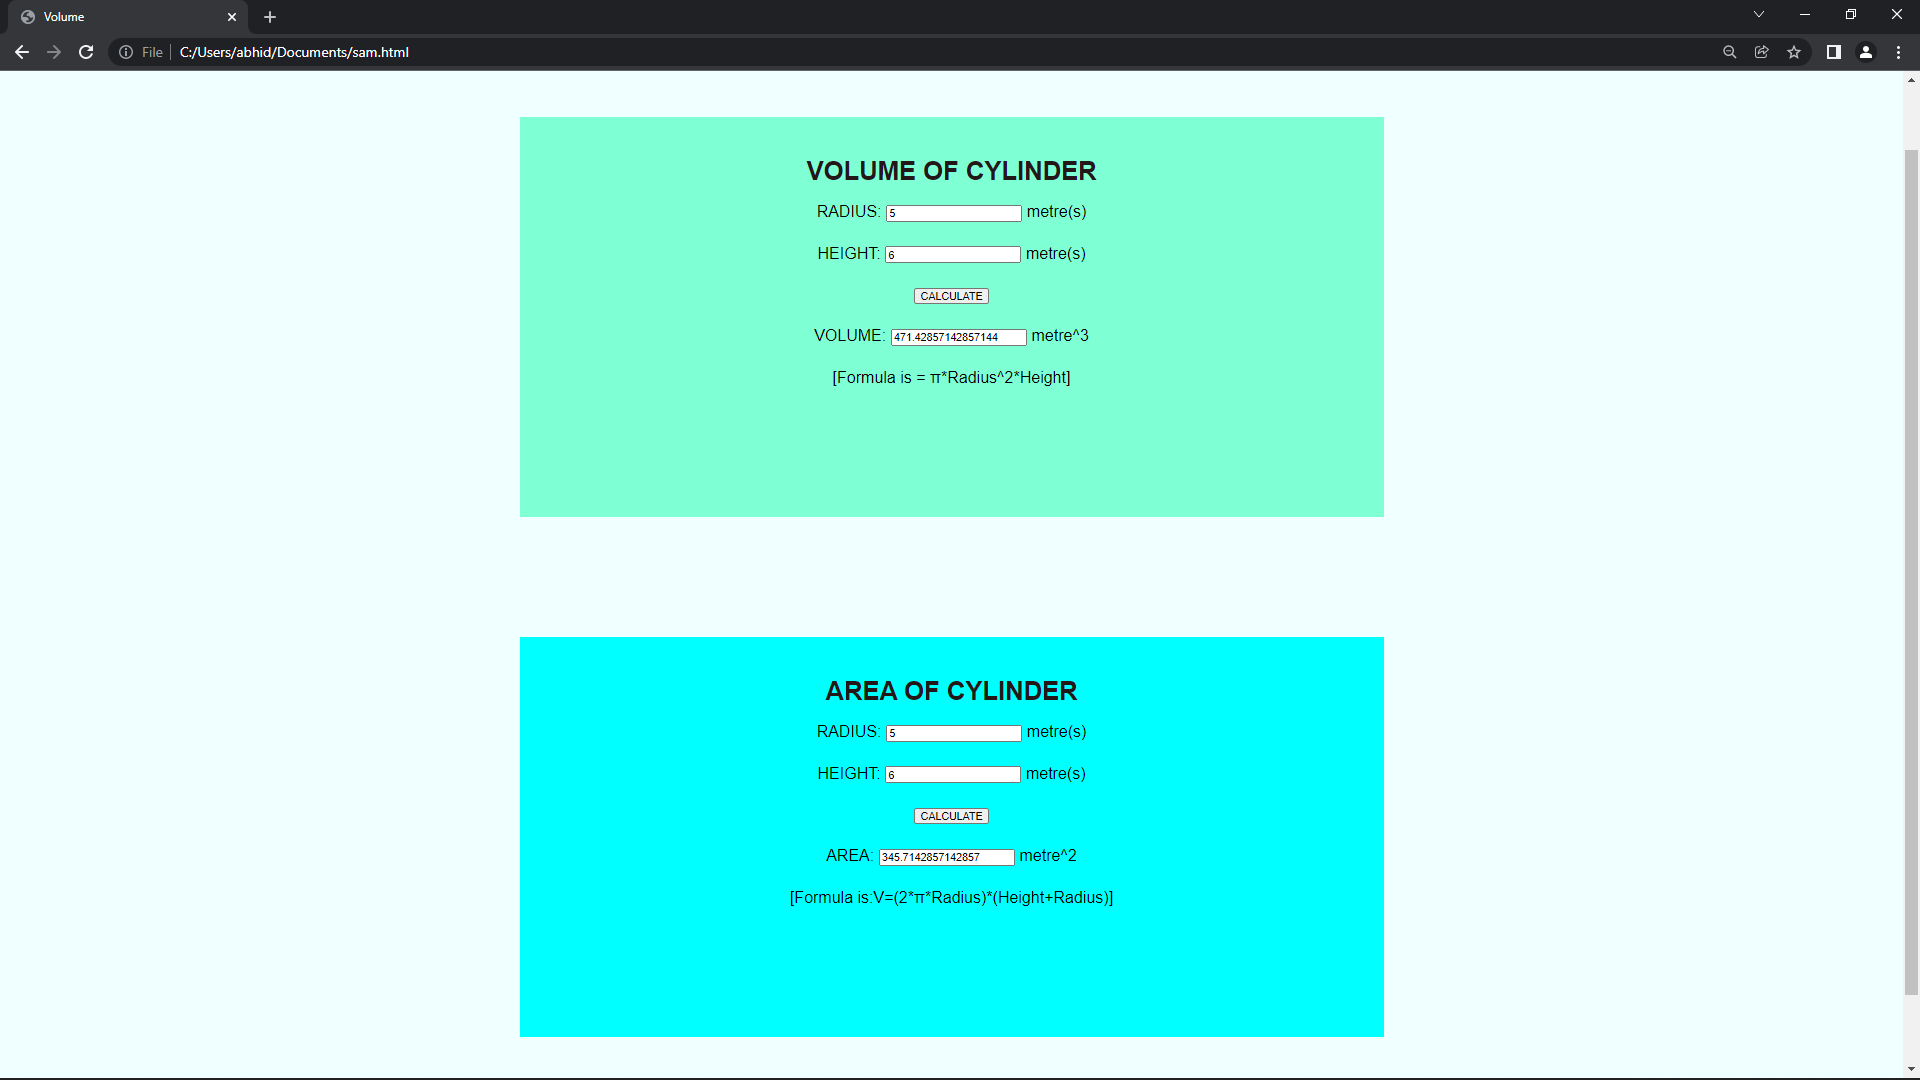 Volume
File C:/Users/abhid/Documents/sam.html
VOLUME OF CYLINDER
RADIUS: 5 metre(s)
HEIGHT: 6 metre(s)
CALCULATE
VOLUME: 471.42857142857144 metre^3
[Formula is = π*Radius^2*Height]
AREA OF CYLINDER
RADIUS: 5 metre(s)
HEIGHT: 6 metre(s)
CALCULATE
AREA: 345.7142857142857 metre^2
[Formula is:V=(2*π*Radius)*(Height+Radius)]